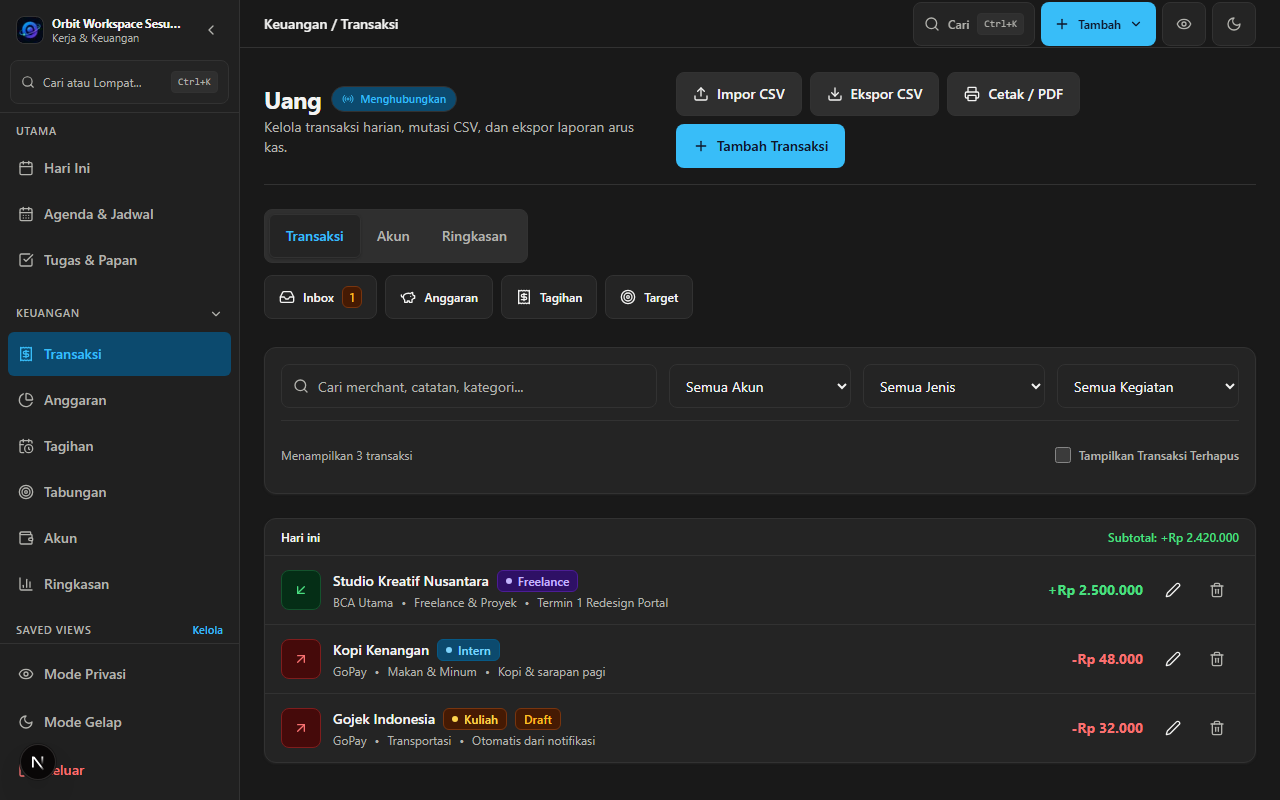 Orbit Workspace Sesu...
Kerja & Keuangan
Cari atau Lompat... Ctrl+K
UTAMA
Hari Ini
Agenda & Jadwal
Tugas & Papan
KEUANGAN
Transaksi
Anggaran
Tagihan
Tabungan
Akun
Ringkasan
SAVED VIEWS Kelola
Mode Privasi
Mode Gelap
N eluar
Keuangan / Transaksi
Cari Ctrl+K
Tambah
Uang Menghubungkan
Kelola transaksi harian, mutasi CSV, dan ekspor laporan arus
kas.
Impor CSV Ekspor CSV Cetak / PDF
Tambah Transaksi
Transaksi Akun Ringkasan
Inbox 1 Anggaran Tagihan Target
Cari merchant, catatan, kategori... Semua Akun Semua Jenis Semua Kegiatan
Menampilkan 3 transaksi Tampilkan Transaksi Terhapus
Hari ini Subtotal: +Rp 2.420.000
Studio Kreatif Nusantara • Freelance +Rp 2.500.000
BCA Utama • Freelance & Proyek • Termin 1 Redesign Portal
Kopi Kenangan • Intern -Rp 48.000
GoPay • Makan & Minum • Kopi & sarapan pagi
Gojek Indonesia • Kuliah Draft -Rp 32.000
GoPay • Transportasi • Otomatis dari notifikasi